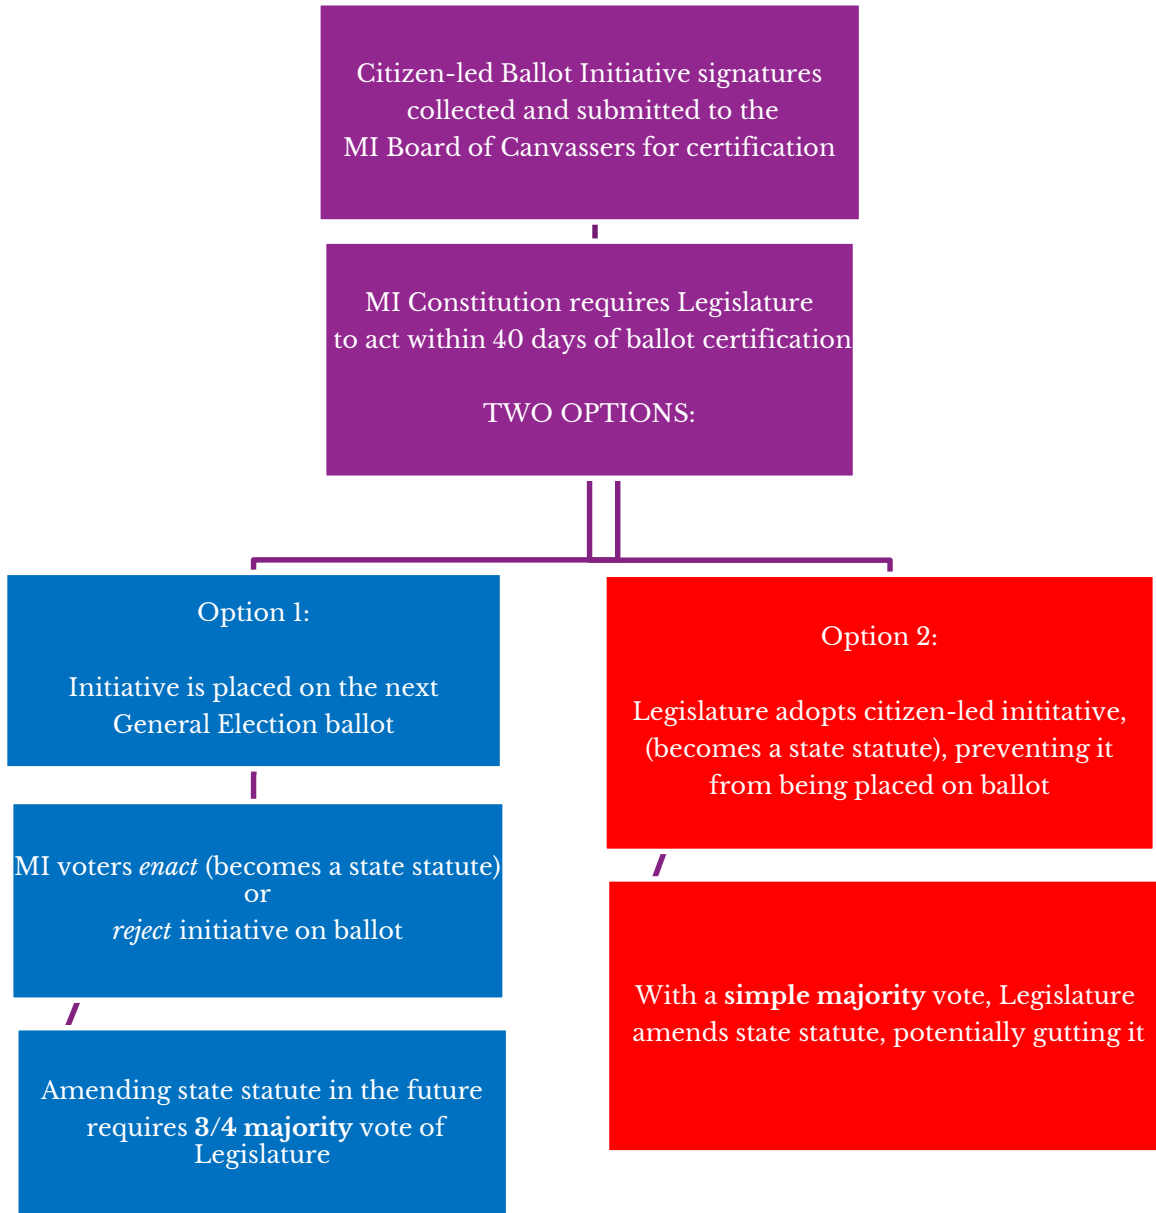 Citizen-led Ballot Initiative signatures
collected and submitted to the
MI Board of Canvassers for certification
MI Constitution requires Legislature
to act within 40 days of ballot certification
TWO OPTIONS:
Option 1:
Initiative is placed on the next
General Election ballot
MI voters enact (becomes a state statute)
or
reject initiative on ballot
Amending state statute in the future
requires 3/4 majority vote of
Legislature
Option 2:
Legislature adopts citizen-led inititative,
(becomes a state statute), preventing it
from being placed on ballot
With a simple majority vote, Legislature
amends state statute, potentially gutting it